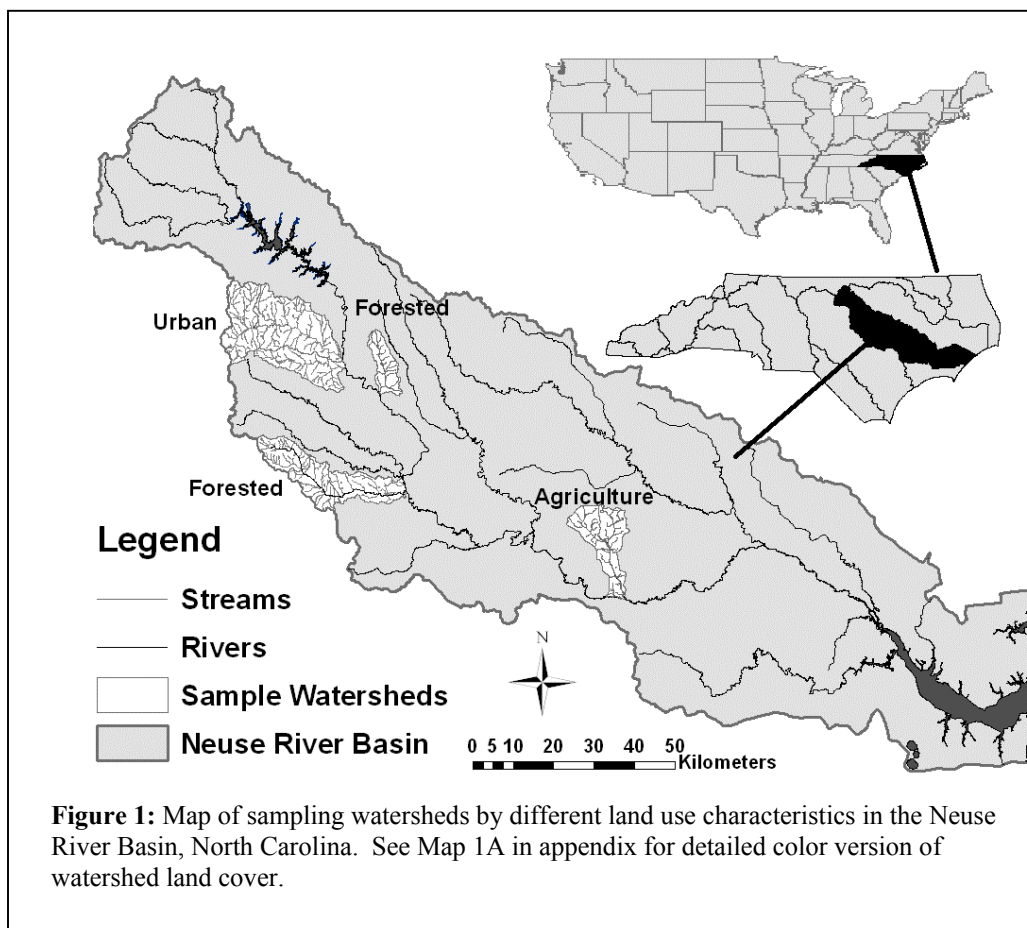 Urban
Forested
Forested
Agriculture
Legend
Streams
Rivers
Sample Watersheds
Neuse River Basin
N
0 5 10 20 30 40 50
Kilometers
Figure 1: Map of sampling watersheds by different land use characteristics in the Neuse
River Basin, North Carolina. See Map 1A in appendix for detailed color version of
watershed land cover.